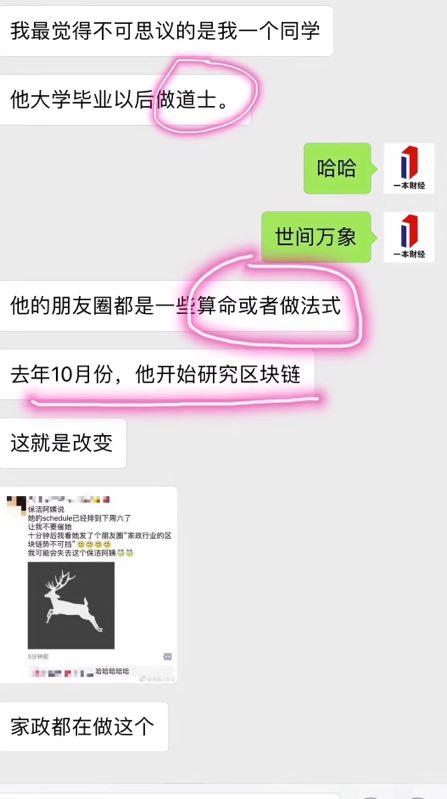 我最觉得不可思议的是我一个同学
他大学毕业以后做道士。
哈哈
一本财经
世间万象
一本财经
他的朋友圈都是一些算命或者做法式
去年10月份，他开始研究区块链
这就是改变
保洁阿姨说
她的schedule已经排到下周六了
让我不要催她
十分钟后我看她发了个朋友圈“家政行业的区
块链势不可挡”
我可能会失去这个保洁阿姨
5分钟前
哈哈哈哈哈
家政都在做这个